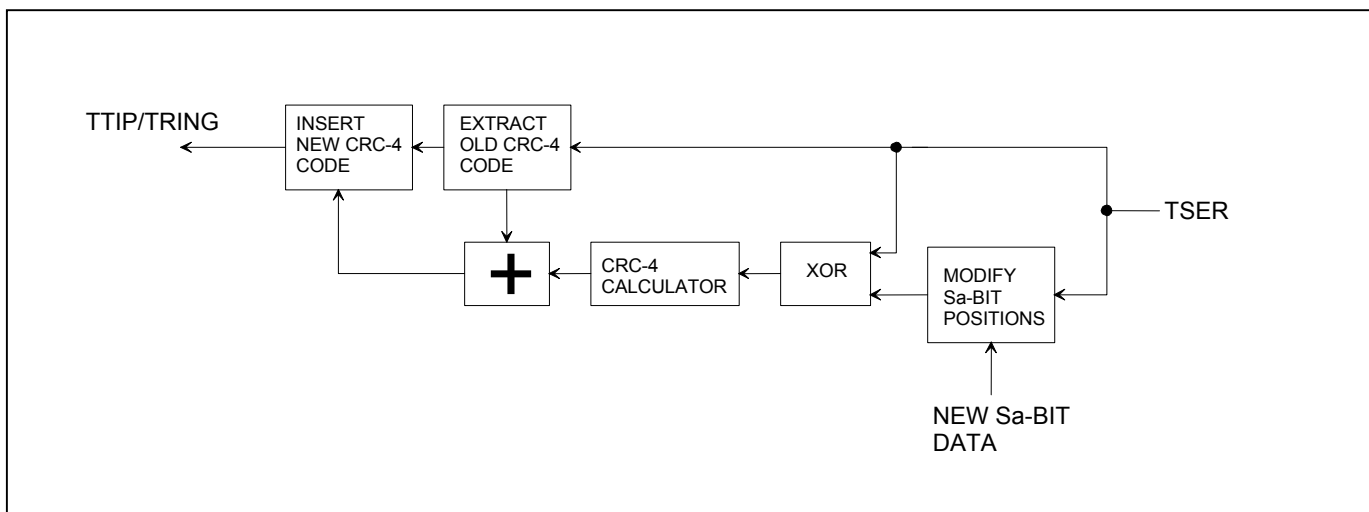 TTIP/TRING
INSERT
NEW CRC-4
CODE
EXTRACT
OLD CRC-4
CODE
TSER
+
CRC-4
CALCULATOR
XOR
MODIFY
Sa-BIT
POSITIONS
NEW Sa-BIT
DATA